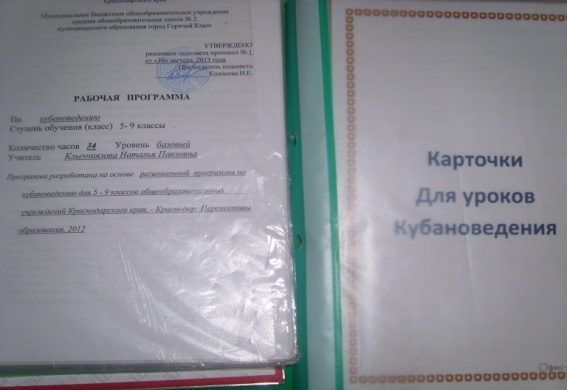 Краснодарского края
Муниципальное бюджетное общеобразовательное учреждение
средняя общеобразовательная школа № 2
муниципального образования город Горячий Ключ
УТВЕРЖДЕНО
решением педсовета протокол № 1
от «30» августа 2013 года
Председатель педсовета
РАБОЧАЯ ПРОГРАММА
По кубановедению
Ступень обучения (класс) 5- 9 классы
Количество часов 34 Уровень базовый
Учитель Ключникова Наталья Павловна
Программа разработана на основе региональной программы по
кубановедению для 5 - 9 классов общеобразовательных
учреждений Краснодарского края. - Краснодар: Перспективы
образования, 2012
Карточки
Для уроков
Кубановедения